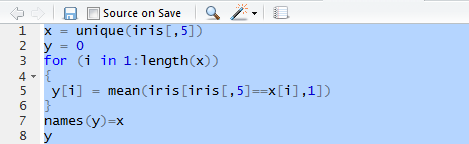 Source on Save
1 x = unique(iris[,5])
2 y = 0
3 for (i in 1:length(x))
4 {
5 y[i] = mean(iris[iris[,5]==x[i],1])
6 }
7 names(y)=x
8 y